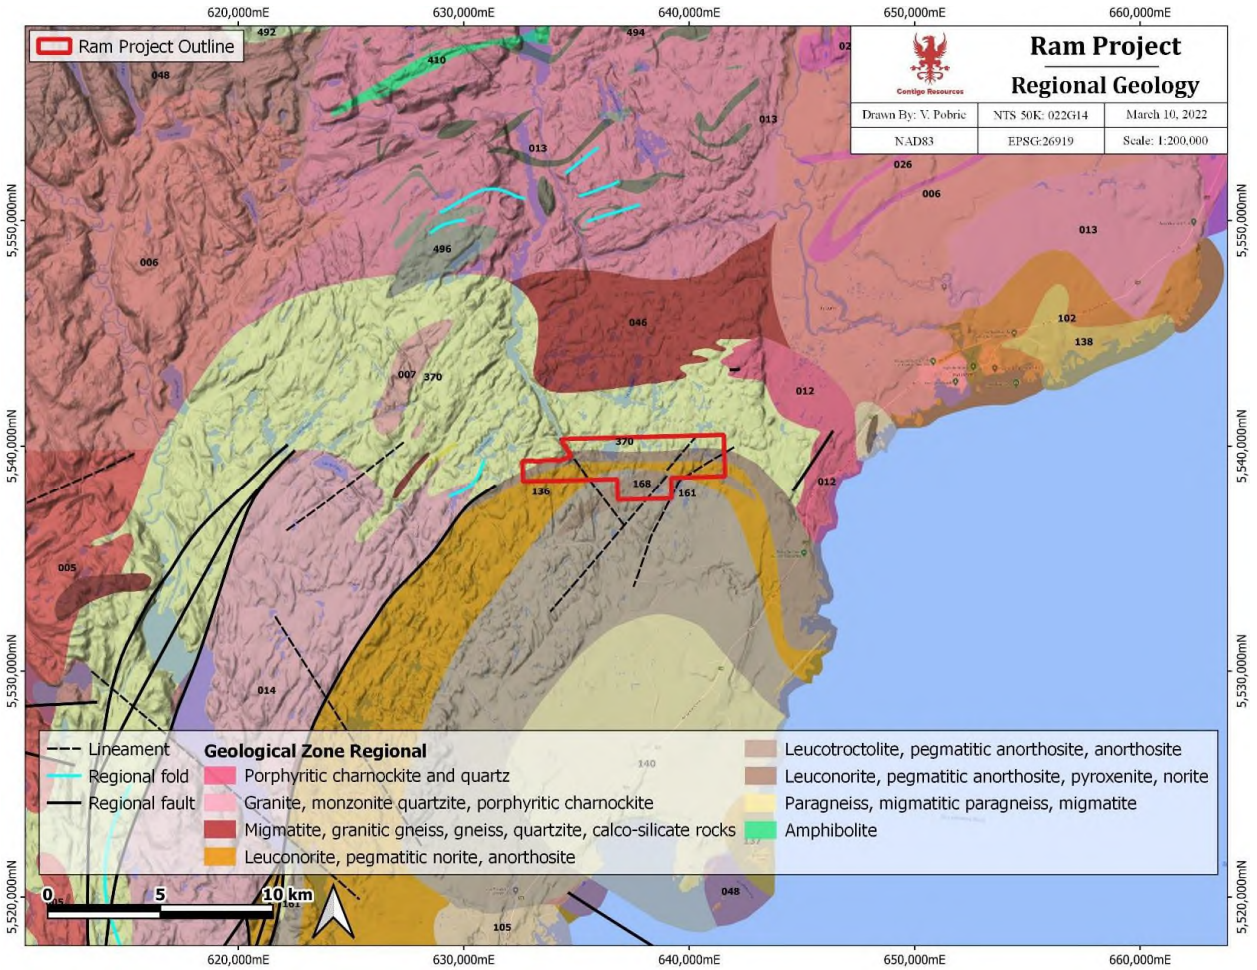 620,000mE
630,000mE
640,000mE
650,000mE
660,000mE
Ram Project Outline
492
494
02
048
410
013
013
026
006
013
006
496
046
102
138
007
370
012
370
012
136
168
161
005
014
140
137
048
05
161
105
5,550,000mN
5,540,000mN
5,530,000mN
5,520,000mN
5,550,000mN
5,540,000mN
5,530,000mN
5,520,000mN
Contigo Resources
Ram Project
Regional Geology
Drawn By: V. Pobric
NTS 50K: 022G14
March 10, 2022
NAD83
EPSG:26919
Scale: 1:200,000
Lineament
Regional fold
Regional fault
Geological Zone Regional
Porphyritic charnockite and quartz
Granite, monzonite quartzite, porphyritic charnockite
Migmatite, granitic gneiss, gneiss, quartzite, calco-silicate rocks
Leuconorite, pegmatitic norite, anorthosite
Leucotroctolite, pegmatitic anorthosite, anorthosite
Leuconorite, pegmatitic anorthosite, pyroxenite, norite
Paragneiss, migmatitic paragneiss, migmatite
Amphibolite
0
5
10 km
620,000mE
630,000mE
640,000mE
650,000mE
660,000mE